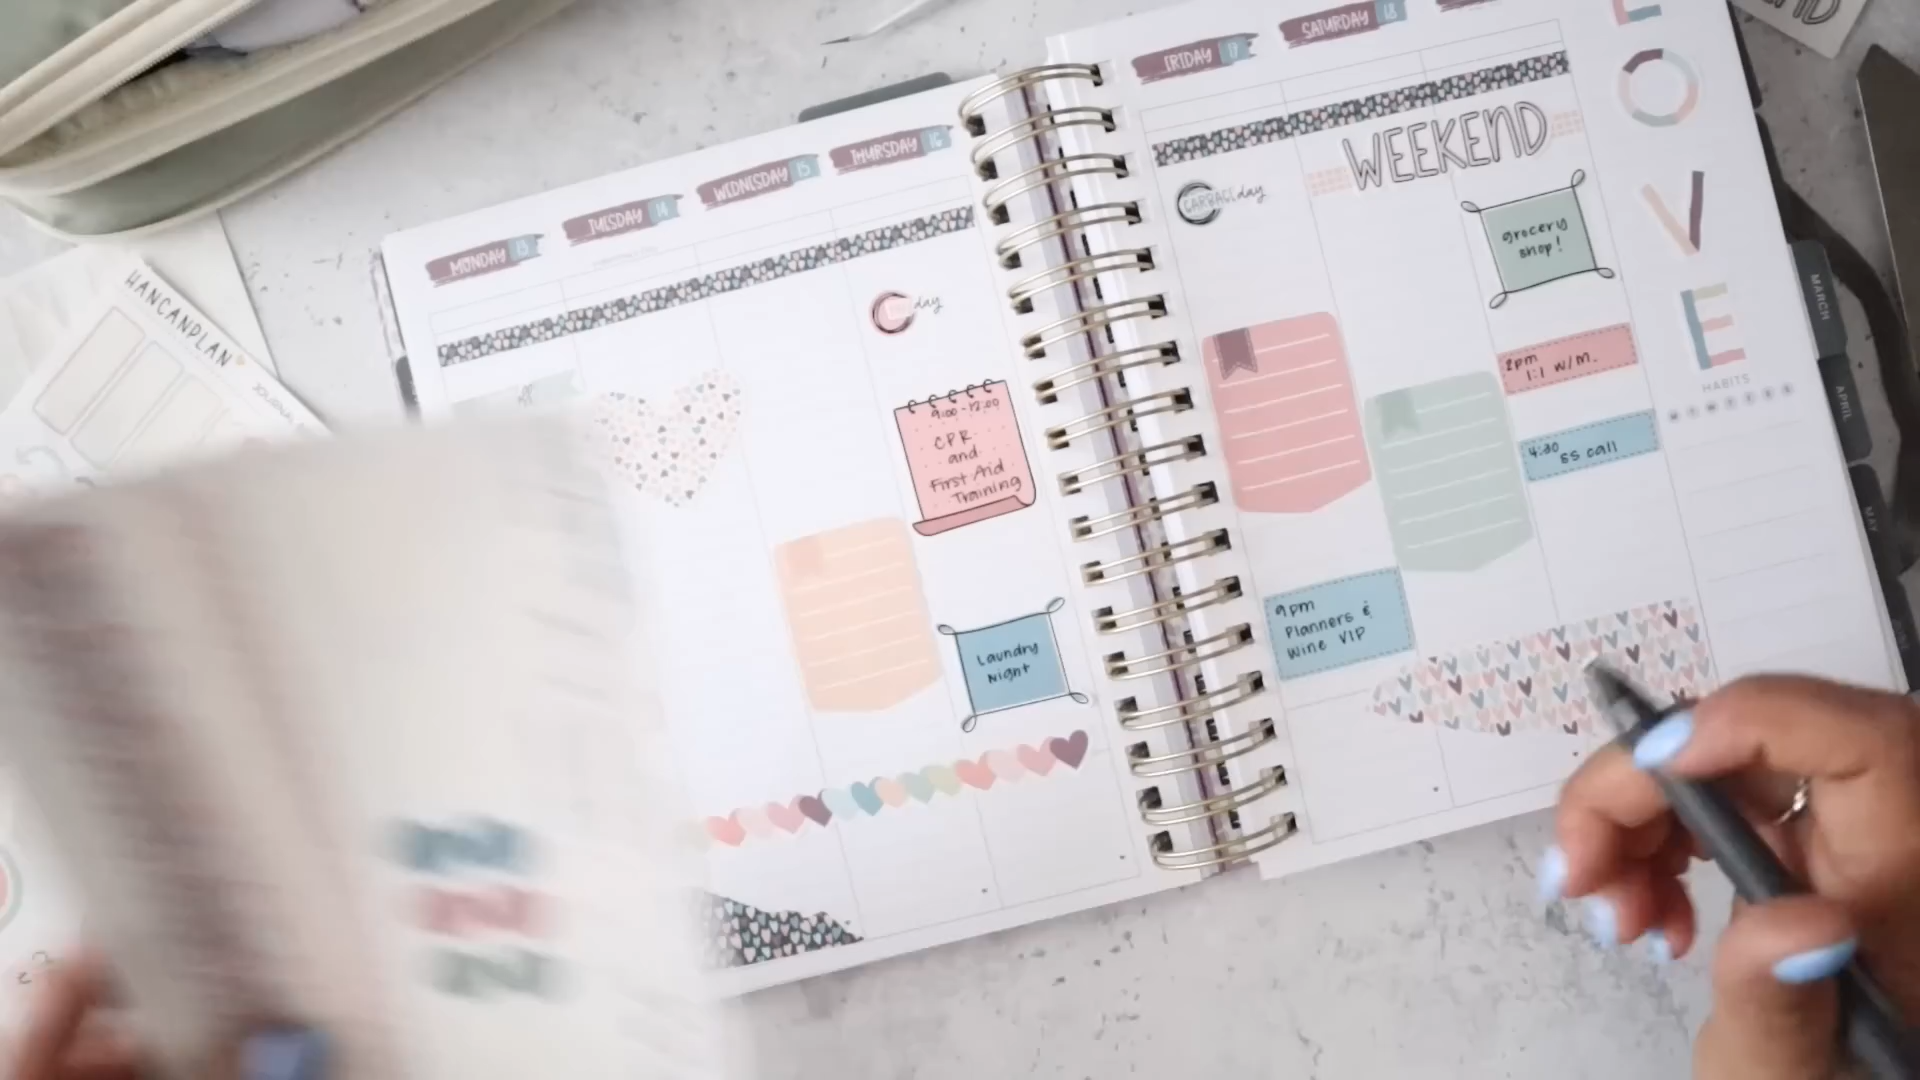 MONDAY 13
TUESDAY 14
WEDNESDAY 15
THURSDAY 16
FRIDAY 17
SATURDAY 18
WEEKEND
GARBAGE day
day
grocery
shop!
9:00-12:00
CPR
and
First Aid
Training
Laundry
Night
2pm
1:1 w/m.
4:30
SS call
9pm
Planners &
Wine VIP
L
O
V
E
HABITS
M T W T F S S
HANCANPLAN
MARCH
APRIL
MAY